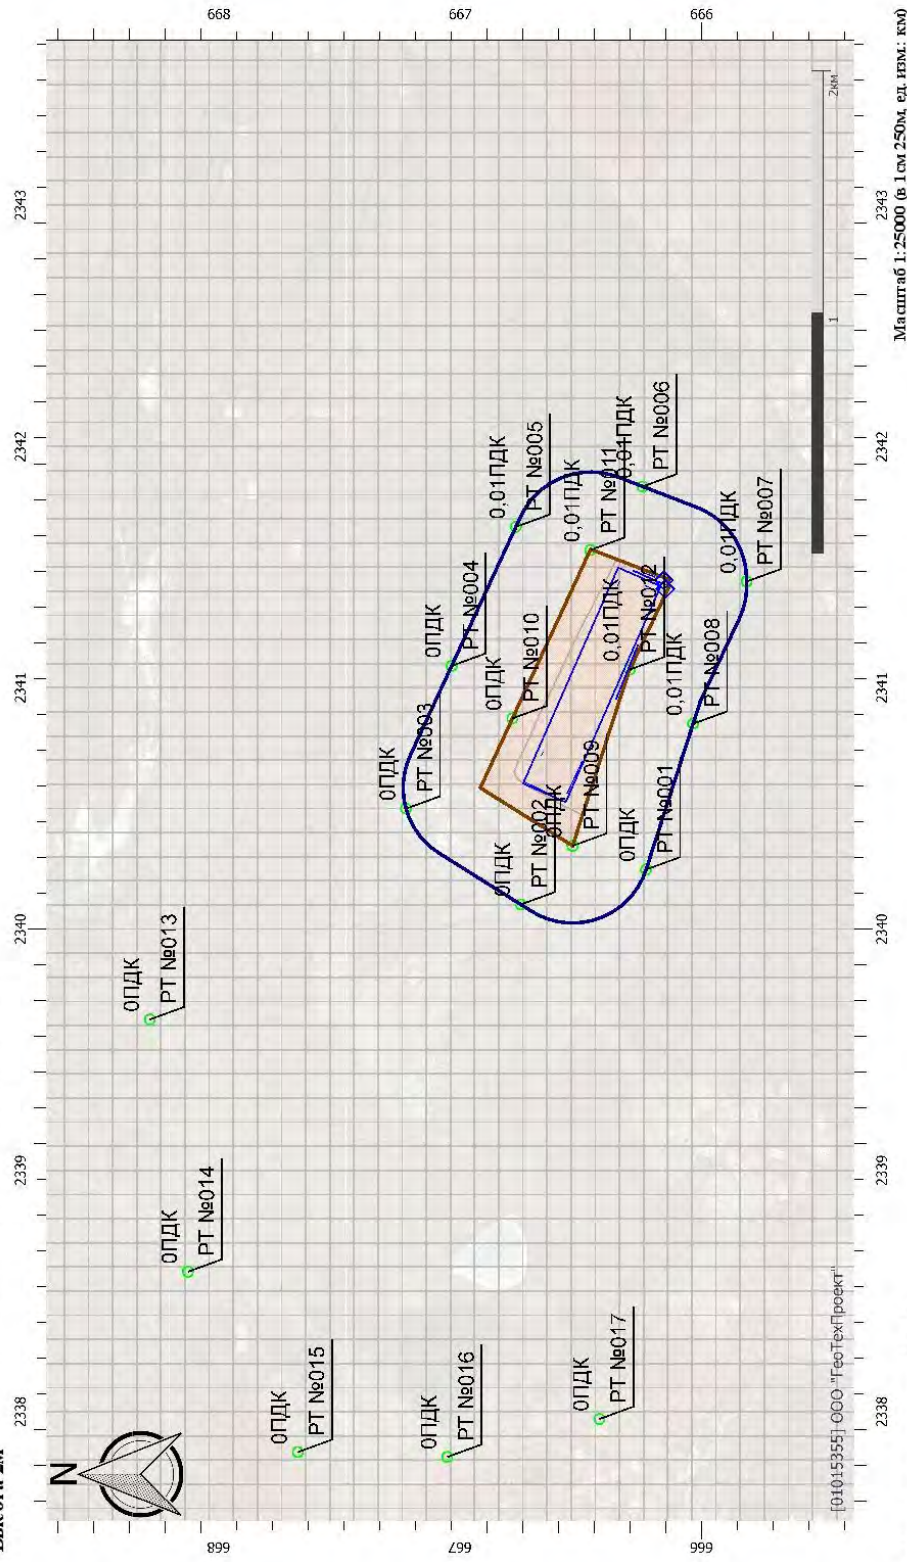 Высота 2м
2338
2339
2340
2341
2342
2343
N
668
668
0ПДК
РТ №013
0ПДК
РТ №014
0ПДК
РТ №015
0ПДК
РТ №003
0ПДК
РТ №004
667
667
0ПДК
РТ №016
0ПДК
РТ №002
0ПДК
РТ №010
0,01ПДК
РТ №005
0ПДК
РТ №017
0ПДК
РТ №009
0,01ПДК
РТ №011
0ПДК
РТ №001
0,01ПДК
РТ №012
0,01ПДК
РТ №006
0,01ПДК
РТ №008
0,01ПДК
РТ №007
666
666
[01015355] ООО "ГеоТехПроект"
1
2км
2338
2339
2340
2341
2342
2343
Масштаб 1:25000 (в 1см 250м, ед. изм.: км)